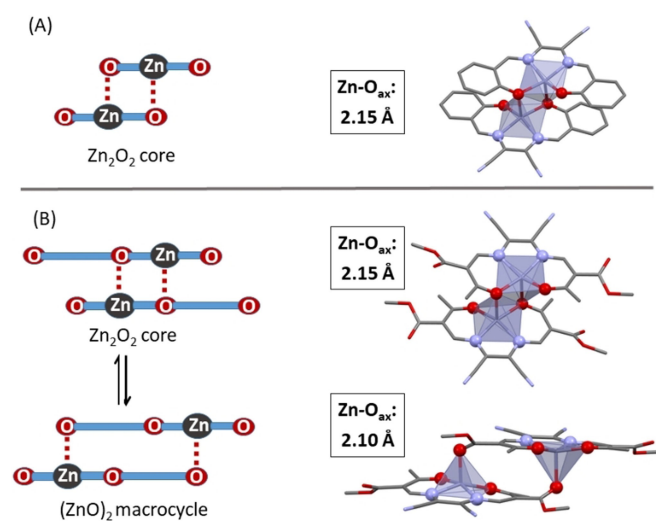 (A)
O Zn O
O Zn O
Zn₂O₂ core
Zn-Oax:
2.15 Å
(B)
O O Zn O
O Zn O O
Zn₂O₂ core
Zn-Oax:
2.15 Å
O O Zn O
O Zn O O
(ZnO)₂ macrocycle
Zn-Oax:
2.10 Å